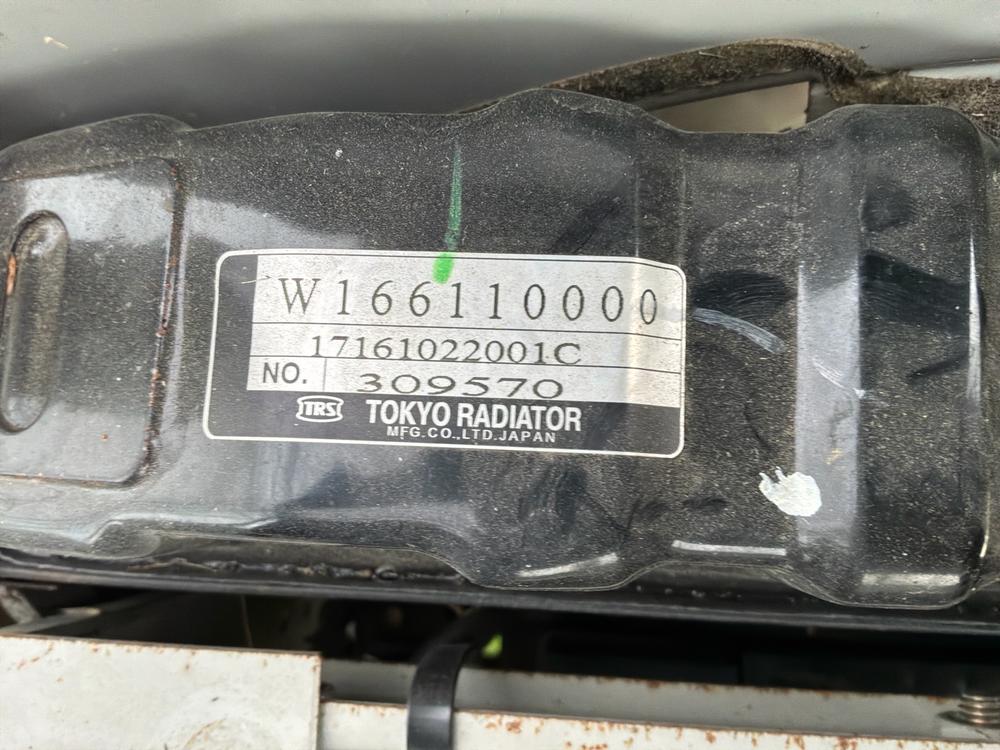 W166110000
17161022001C
NO. 309570
TRS TOKYO RADIATOR
MFG.CO.,LTD.JAPAN